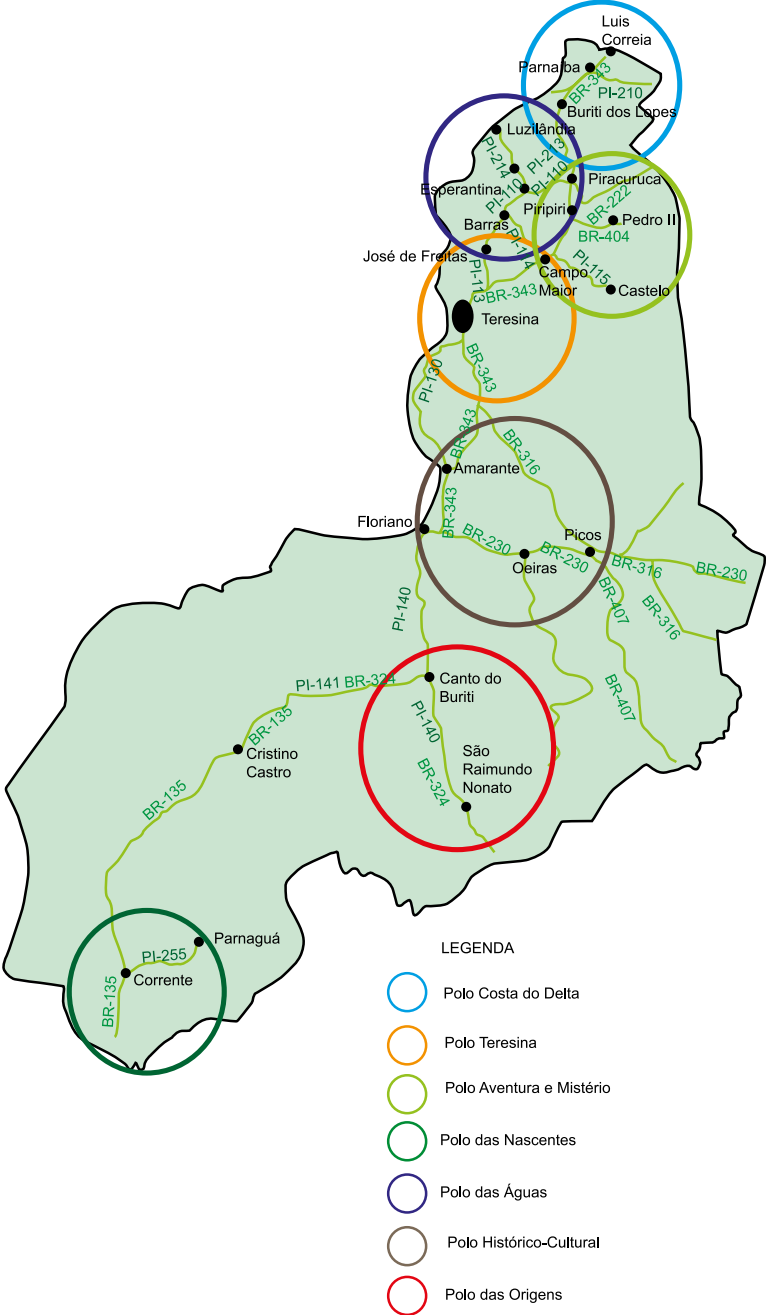 Luis
Correia
Parnaíba
BR-343
PI-210
Buriti dos Lopes
Luzilândia
PI-213
PI-214
PI-110
Piracuruca
Esperantina
PI-110
BR-222
Piripiri
Pedro II
Barras
BR-404
PI-114
José de Freitas
PI-115
Campo
Maior
PI-113
BR-343
Castelo
Teresina
BR-343
PI-130
BR-343
BR-316
Amarante
BR-343
Floriano
BR-230
Picos
BR-230
Oeiras
BR-316
BR-230
BR-407
BR-316
PI-140
BR-407
PI-141
BR-324
Canto do
Buriti
PI-140
BR-135
Cristino
Castro
São
Raimundo
Nonato
BR-324
BR-135
Parnaguá
PI-255
Corrente
BR-135
LEGENDA
Polo Costa do Delta
Polo Teresina
Polo Aventura e Mistério
Polo das Nascentes
Polo das Águas
Polo Histórico-Cultural
Polo das Origens